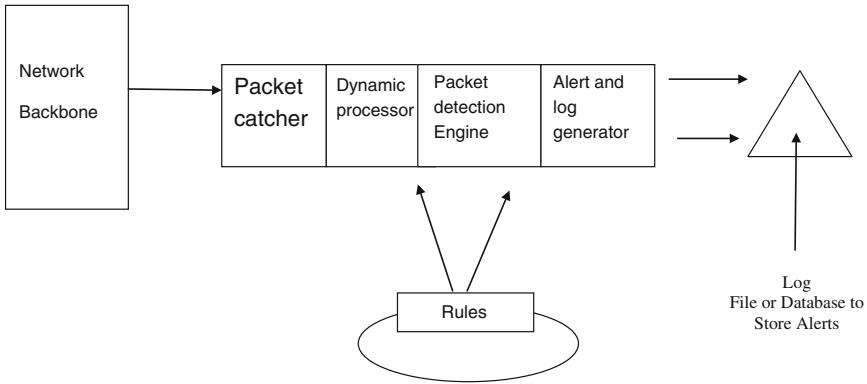 Network
Backbone
Packet
catcher
Dynamic
processor
Packet
detection
Engine
Alert and
log
generator
Rules
Log
File or Database to
Store Alerts